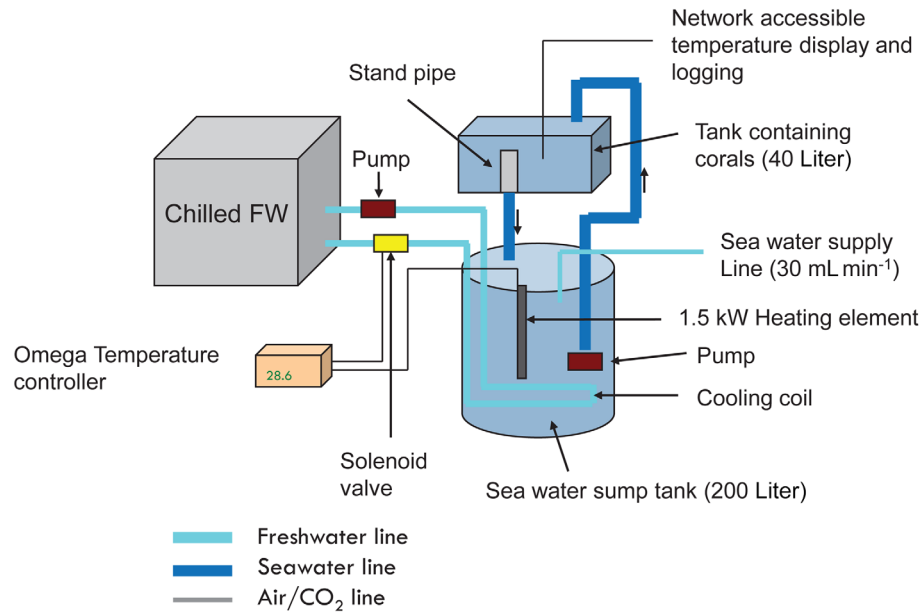 Network accessible
temperature display and
logging
Stand pipe
Tank containing
corals (40 Liter)
Pump
Chilled FW
Sea water supply
Line (30 mL min⁻¹)
1.5 kW Heating element
Omega Temperature
controller
28.6
Pump
Cooling coil
Solenoid
valve
Sea water sump tank (200 Liter)
Freshwater line
Seawater line
Air/CO₂ line